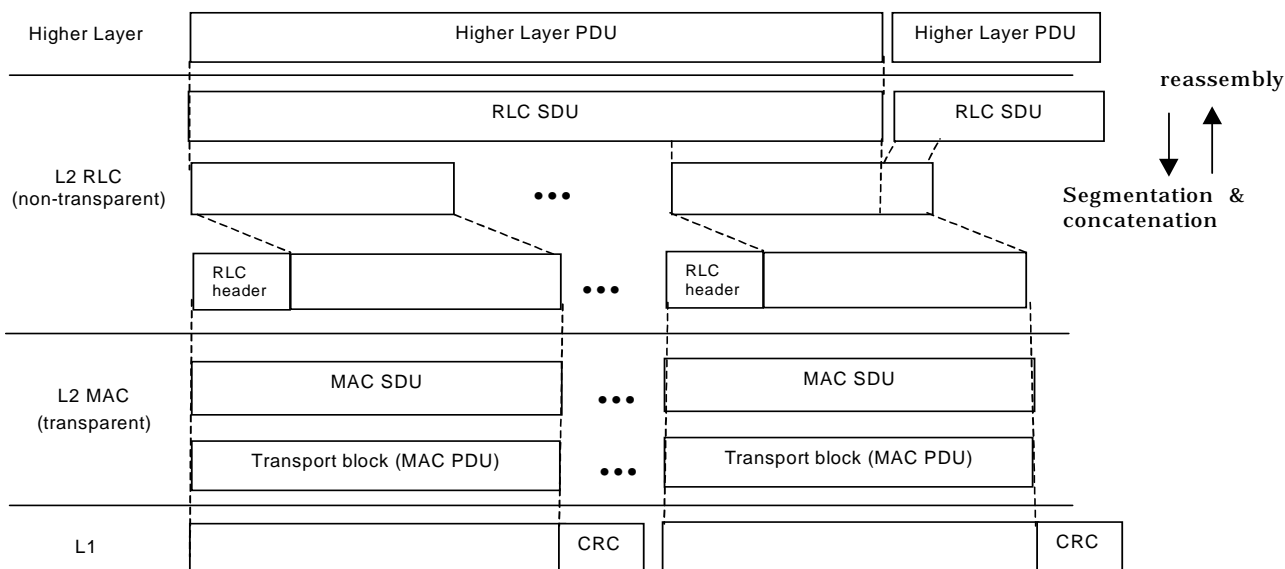 Higher Layer
Higher Layer PDU
Higher Layer PDU
reassembly
RLC SDU
RLC SDU
L2 RLC
(non-transparent)
•••
Segmentation &
concatenation
RLC
header
•••
RLC
header
L2 MAC
(transparent)
MAC SDU
•••
MAC SDU
Transport block (MAC PDU)
•••
Transport block (MAC PDU)
L1
CRC
CRC